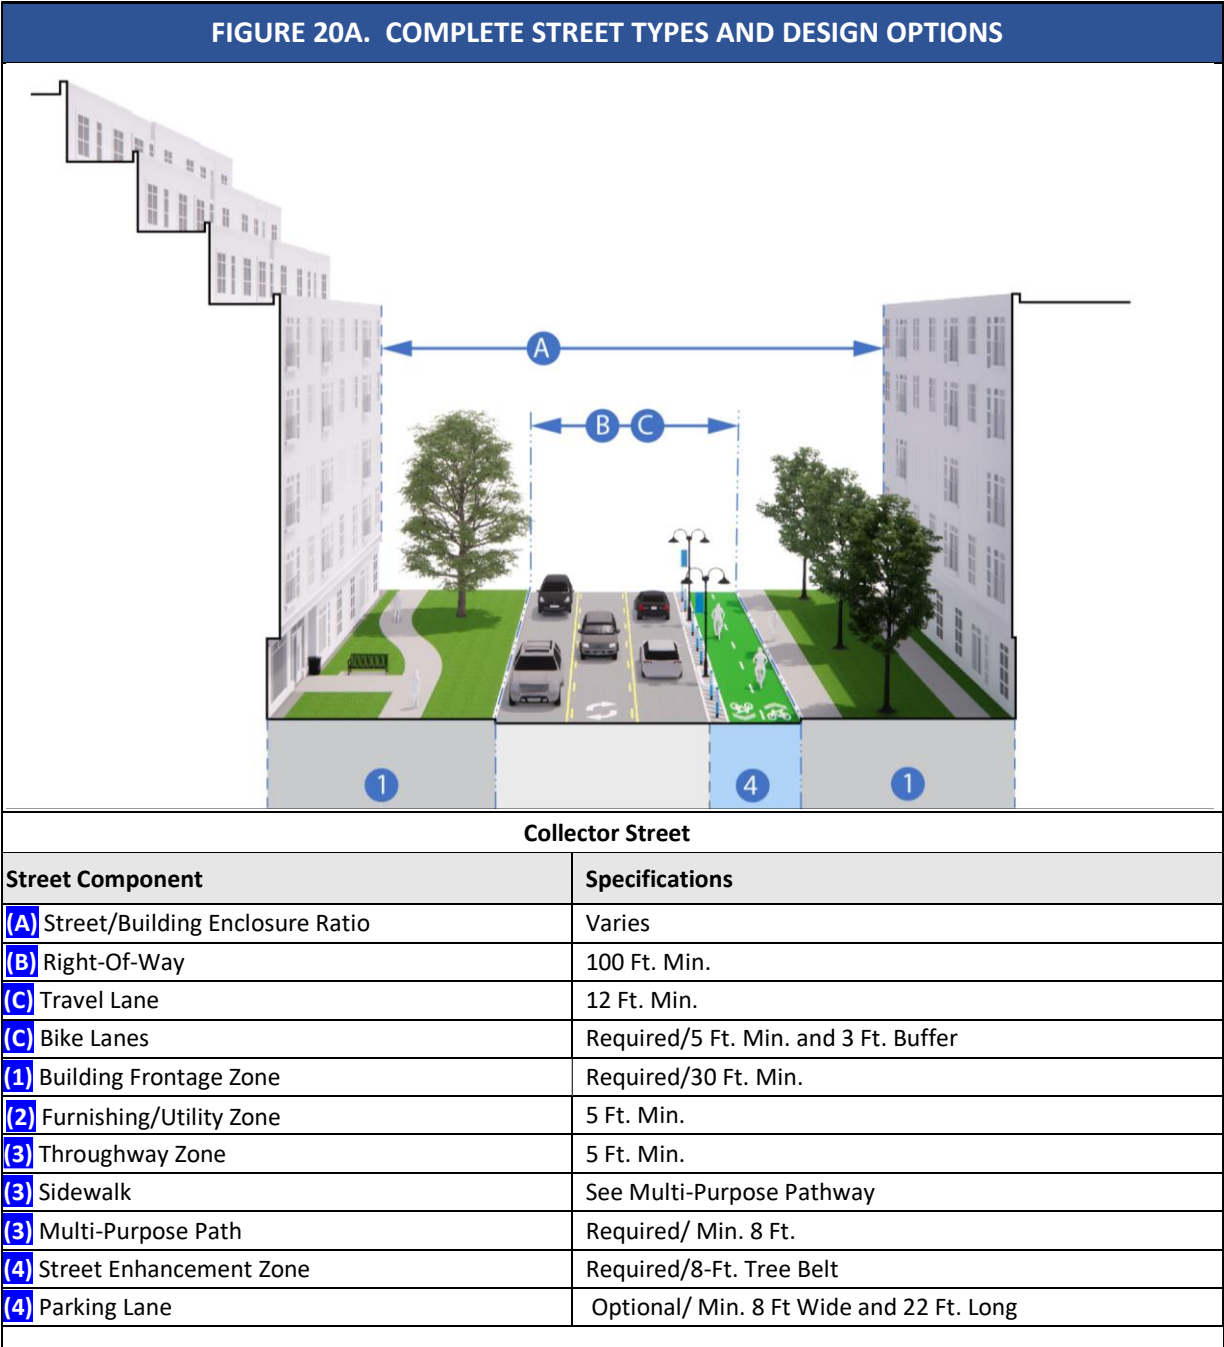 FIGURE 20A. COMPLETE STREET TYPES AND DESIGN OPTIONS
A
B C
1 4 1
Collector Street
Street Component Specifications
(A) Street/Building Enclosure Ratio Varies
(B) Right-Of-Way 100 Ft. Min.
(C) Travel Lane 12 Ft. Min.
(C) Bike Lanes Required/5 Ft. Min. and 3 Ft. Buffer
(1) Building Frontage Zone Required/30 Ft. Min.
(2) Furnishing/Utility Zone 5 Ft. Min.
(3) Throughway Zone 5 Ft. Min.
(3) Sidewalk See Multi-Purpose Pathway
(3) Multi-Purpose Path Required/ Min. 8 Ft.
(4) Street Enhancement Zone Required/8-Ft. Tree Belt
(4) Parking Lane Optional/ Min. 8 Ft Wide and 22 Ft. Long